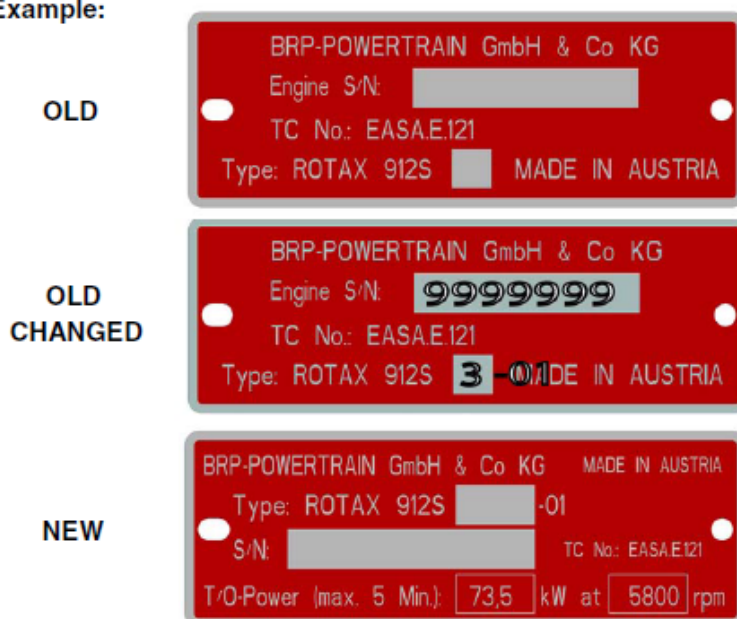 Example:
OLD
BRP-POWERTRAIN GmbH & Co KG
Engine S/N:
TC No.: EASA.E.121
Type: ROTAX 912S MADE IN AUSTRIA
OLD
CHANGED
BRP-POWERTRAIN GmbH & Co KG
Engine S/N: 9999999
TC No.: EASA.E.121
Type: ROTAX 912S 3-01 MADE IN AUSTRIA
NEW
BRP-POWERTRAIN GmbH & Co KG MADE IN AUSTRIA
Type: ROTAX 912S -01
S/N: TC No.: EASA.E.121
T/O-Power (max. 5 Min.): 73,5 kW at 5800 rpm